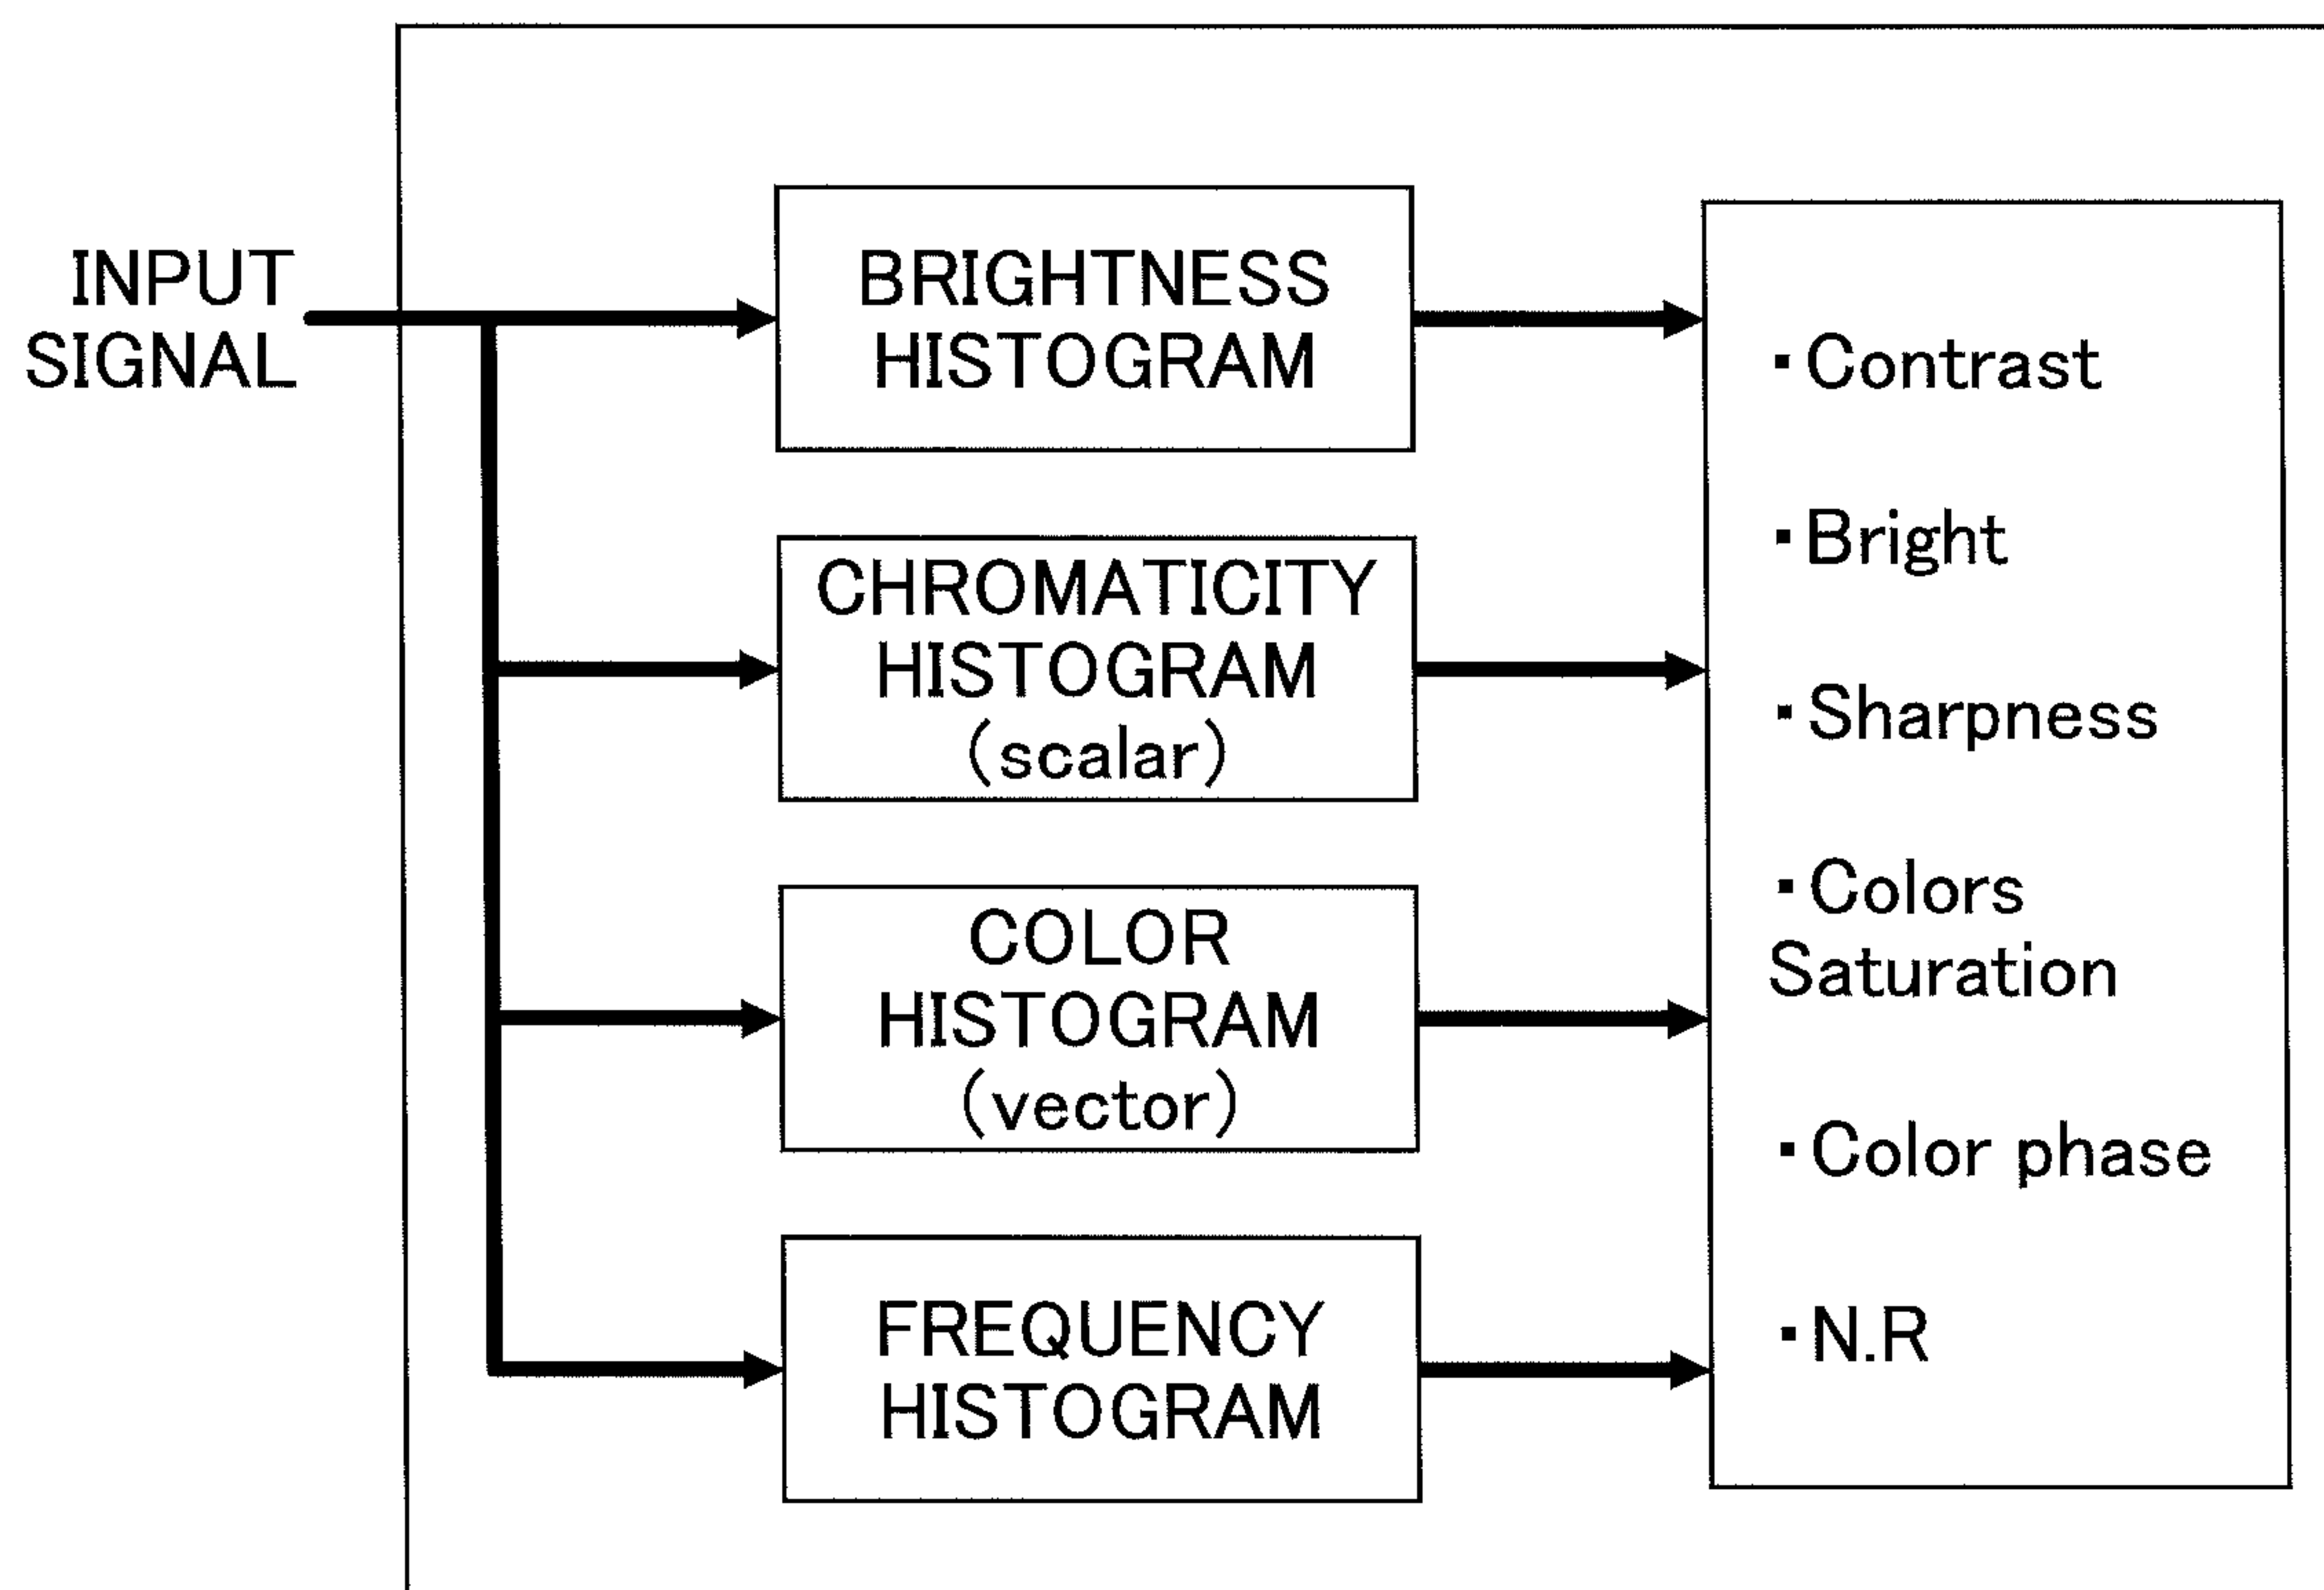 INPUT
SIGNAL
BRIGHTNESS
HISTOGRAM
CHROMATICITY
HISTOGRAM
(scalar)
COLOR
HISTOGRAM
(vector)
FREQUENCY
HISTOGRAM
・Contrast
・Bright
・Sharpness
・Colors
Saturation
・Color phase
・N.R